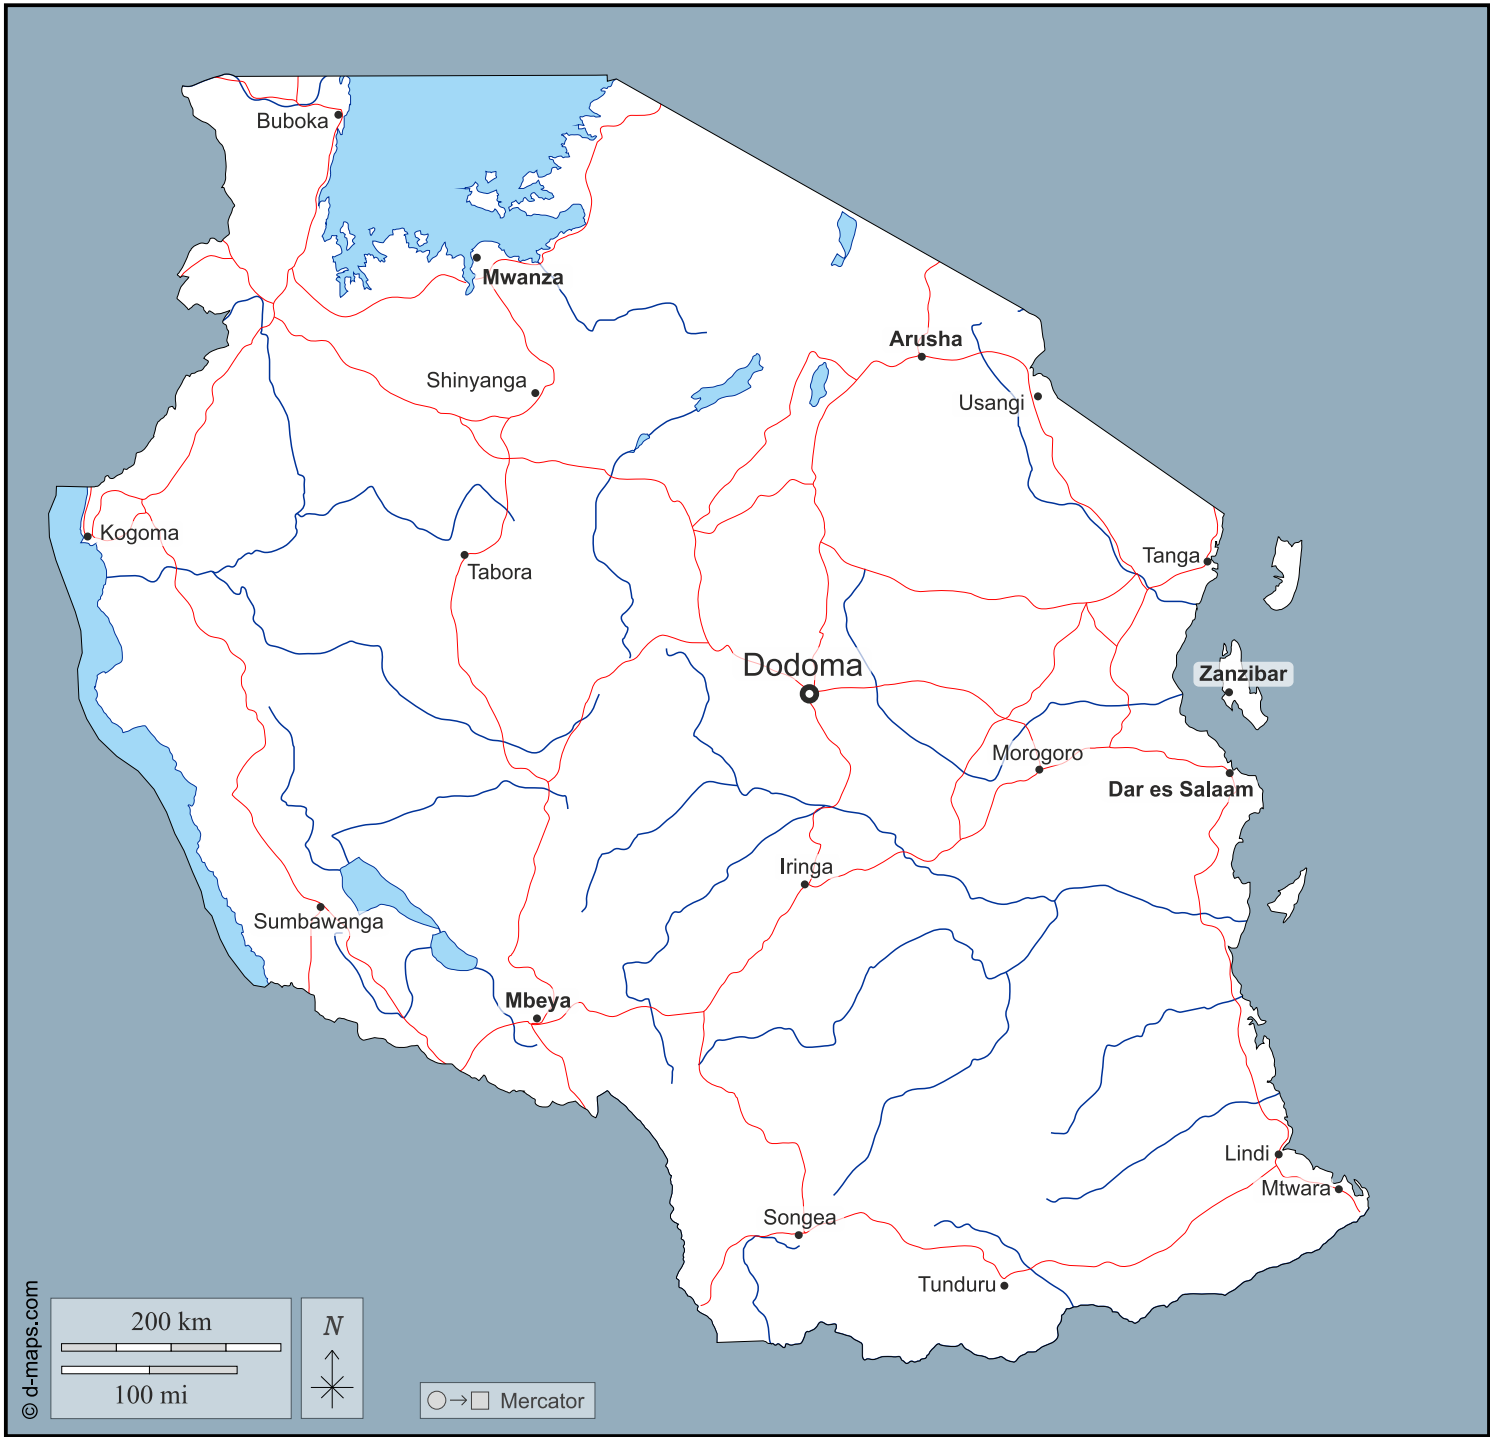 Buboka
Mwanza
Arusha
Shinyanga
Usangi
Kogoma
Tanga
Tabora
Dodoma
Zanzibar
Morogoro
Dar es Salaam
Iringa
Sumbawanga
Mbeya
Lindi
Mtwara
Songea
Tunduru
© d-maps.com
200 km
100 mi
N
Mercator